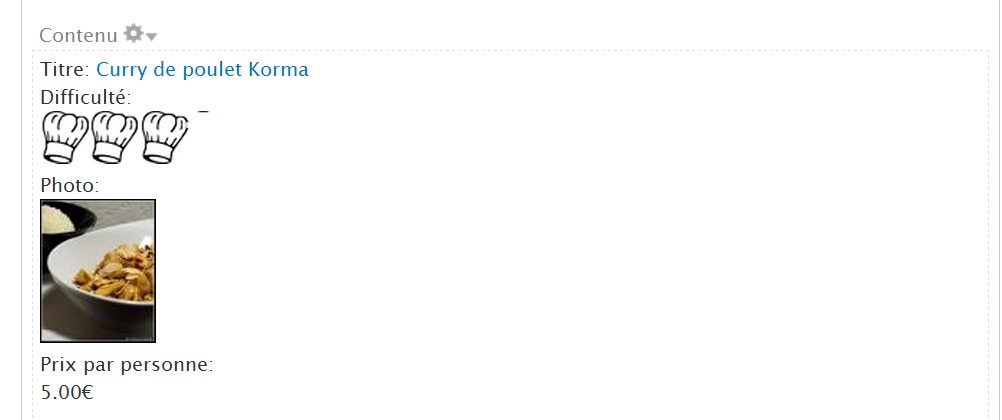 Contenu
Titre: Curry de poulet Korma
Difficulté:
Photo:
Prix par personne:
5.00€